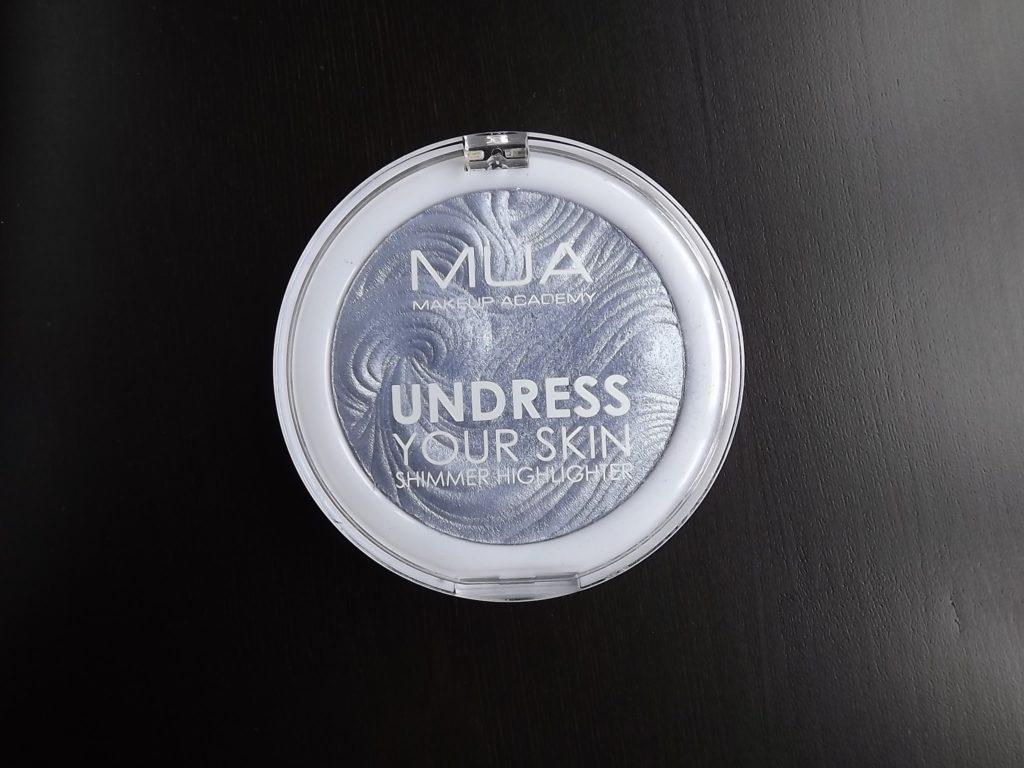 MUA
MAKEUP ACADEMY
UNDRESS
YOUR SKIN
SHIMMER HIGHLIGHTER